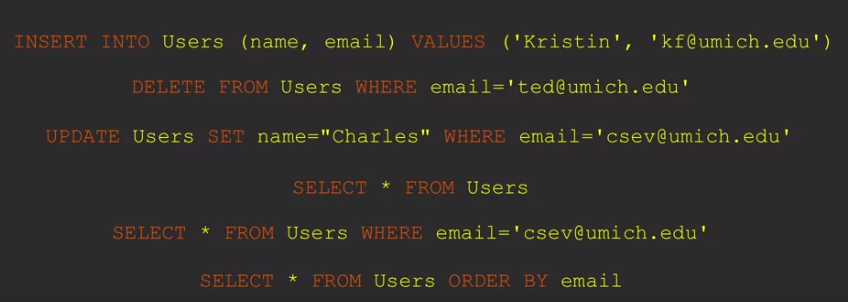 INSERT INTO Users (name, email) VALUES ('Kristin', 'kf@umich.edu')
DELETE FROM Users WHERE email='ted@umich.edu'
UPDATE Users SET name="Charles" WHERE email='csev@umich.edu'
SELECT * FROM Users
SELECT * FROM Users WHERE email='csev@umich.edu'
SELECT * FROM Users ORDER BY email